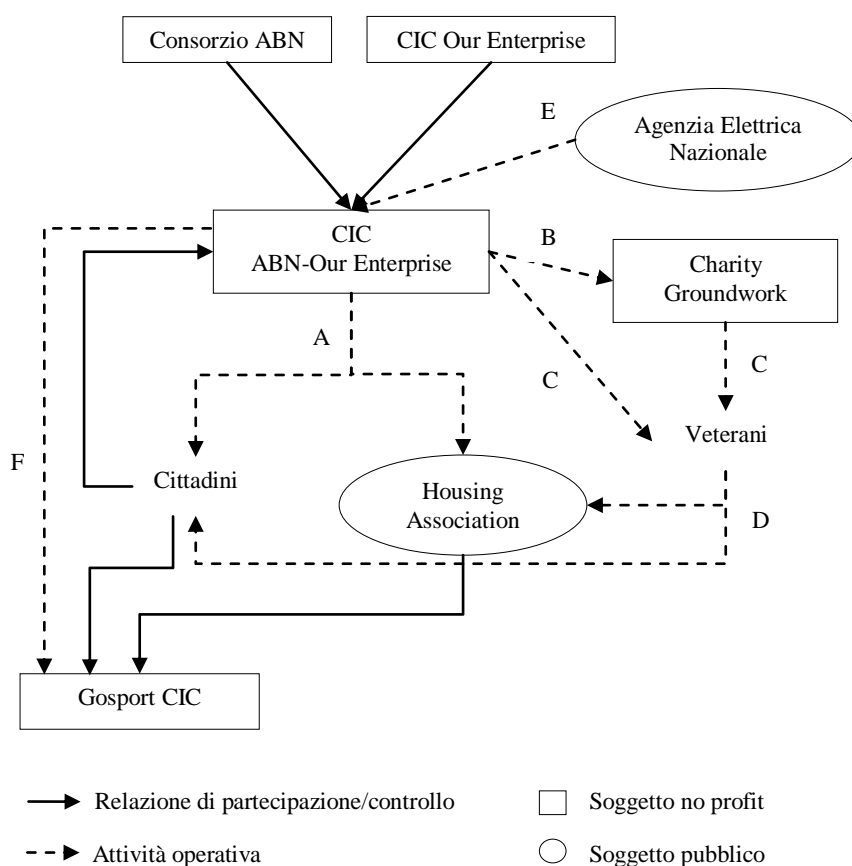 Consorzio ABN
CIC Our Enterprise
E
Agenzia Elettrica
Nazionale
CIC
ABN-Our Enterprise
B
Charity
Groundwork
A
C
C
Veterani
F
Cittadini
Housing
Association
D
Gosport CIC
Relazione di partecipazione/controllo
Soggetto no profit
Attività operativa
Soggetto pubblico